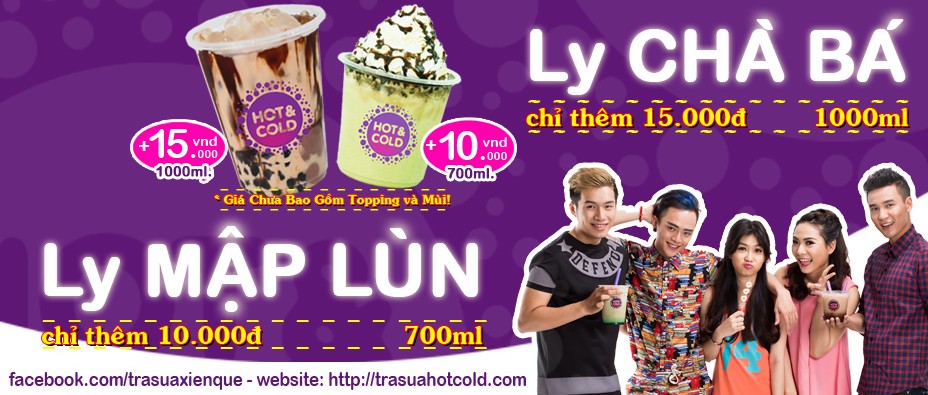 Ly CHÀ BÁ
chỉ thêm 15.000đ 1000ml
HOT&
COLD
HOT&
COLD
+15.000 vnd
1000ml.
+10.000 vnd
700ml.
* Giá Chưa Bao Gồm Topping và Mùi!
Ly MẬP LÙN
chỉ thêm 10.000đ 700ml
DEFEND
74
facebook.com/trasuaxienque - website: http://trasuahotcold.com